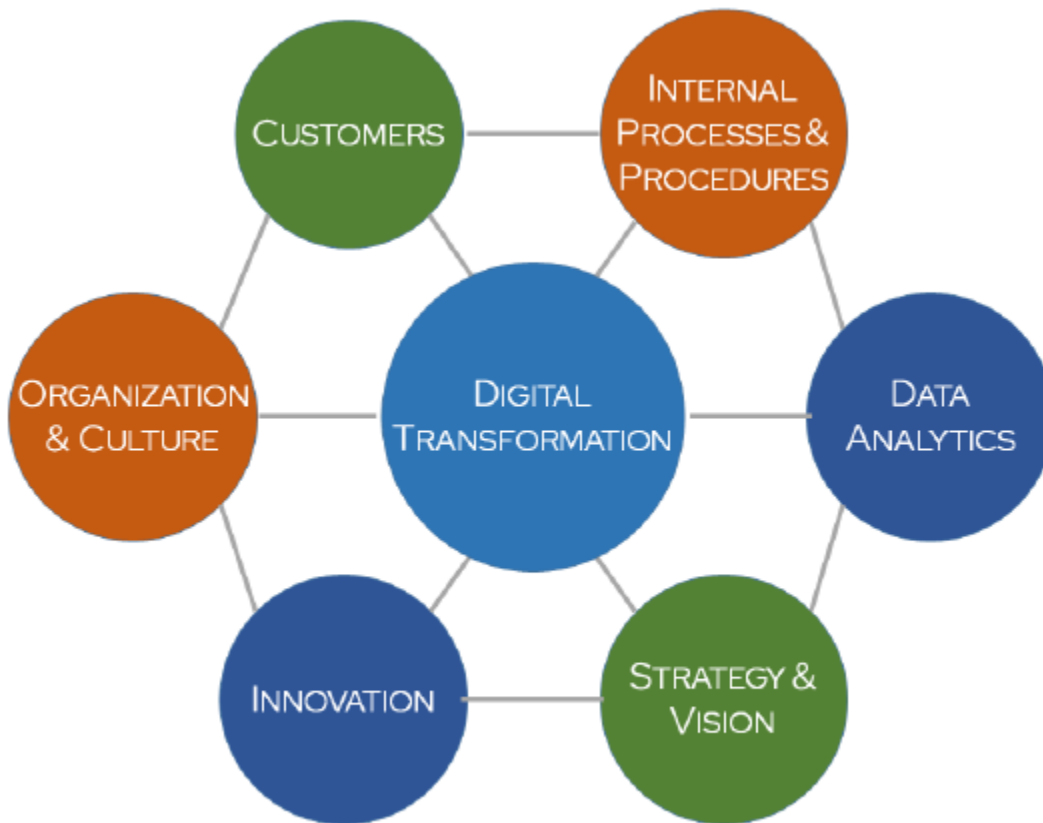 CUSTOMERS
INTERNAL
PROCESSES &
PROCEDURES
ORGANIZATION
& CULTURE
DIGITAL
TRANSFORMATION
DATA
ANALYTICS
INNOVATION
STRATEGY &
VISION